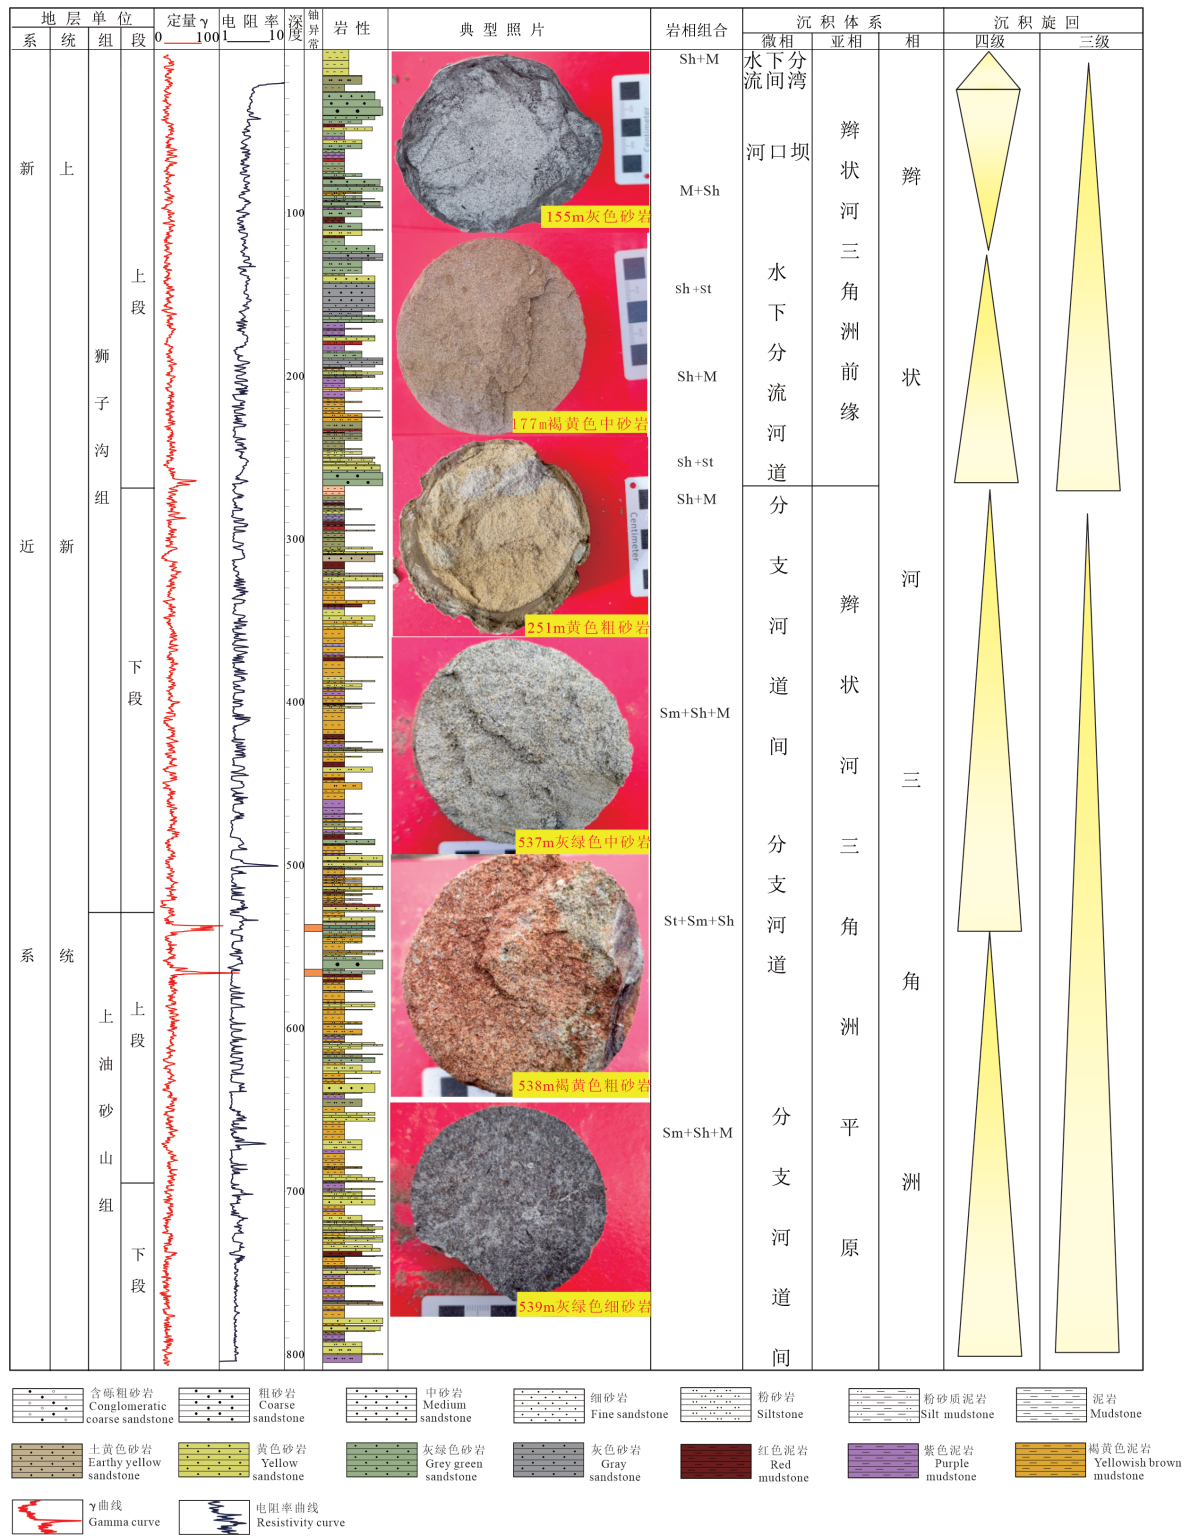 地层单位
定量 γ
电阻率
深度
铀异常
岩性
典型照片
岩相组合
沉积体系
沉积旋回
系
统
组
段
0 100
1 10
微相
亚相
相
四级
三级
新
近
系
上
新
统
狮子沟组
上油砂山组
上段
下段
上段
下段
100
200
300
400
500
600
700
800
155m灰色砂岩
177m褐黄色中砂岩
251m黄色粗砂岩
Centimeter
537m灰绿色中砂岩
538m褐黄色粗砂岩
539m灰绿色细砂岩
Sh+M
M+Sh
Sh+St
Sh+M
Sh+St
Sh+M
Sm+Sh+M
St+Sm+Sh
Sm+Sh+M
水下分
流间湾
河口坝
水下分流河道
分支河道间
分支河道
分支河道间
辫状河三角洲前缘
辫状河三角洲平原
辫状河三角洲
含砾粗砂岩
Conglomeratic
coarse sandstone
粗砂岩
Coarse
sandstone
中砂岩
Medium
sandstone
细砂岩
Fine sandstone
粉砂岩
Siltstone
粉砂质泥岩
Silt mudstone
泥岩
Mudstone
土黄色砂岩
Earthy yellow
sandstone
黄色砂岩
Yellow
sandstone
灰绿色砂岩
Grey green
sandstone
灰色砂岩
Gray
sandstone
红色泥岩
Red
mudstone
紫色泥岩
Purple
mudstone
褐黄色泥岩
Yellowish brown
mudstone
γ曲线
Gamma curve
电阻率曲线
Resistivity curve